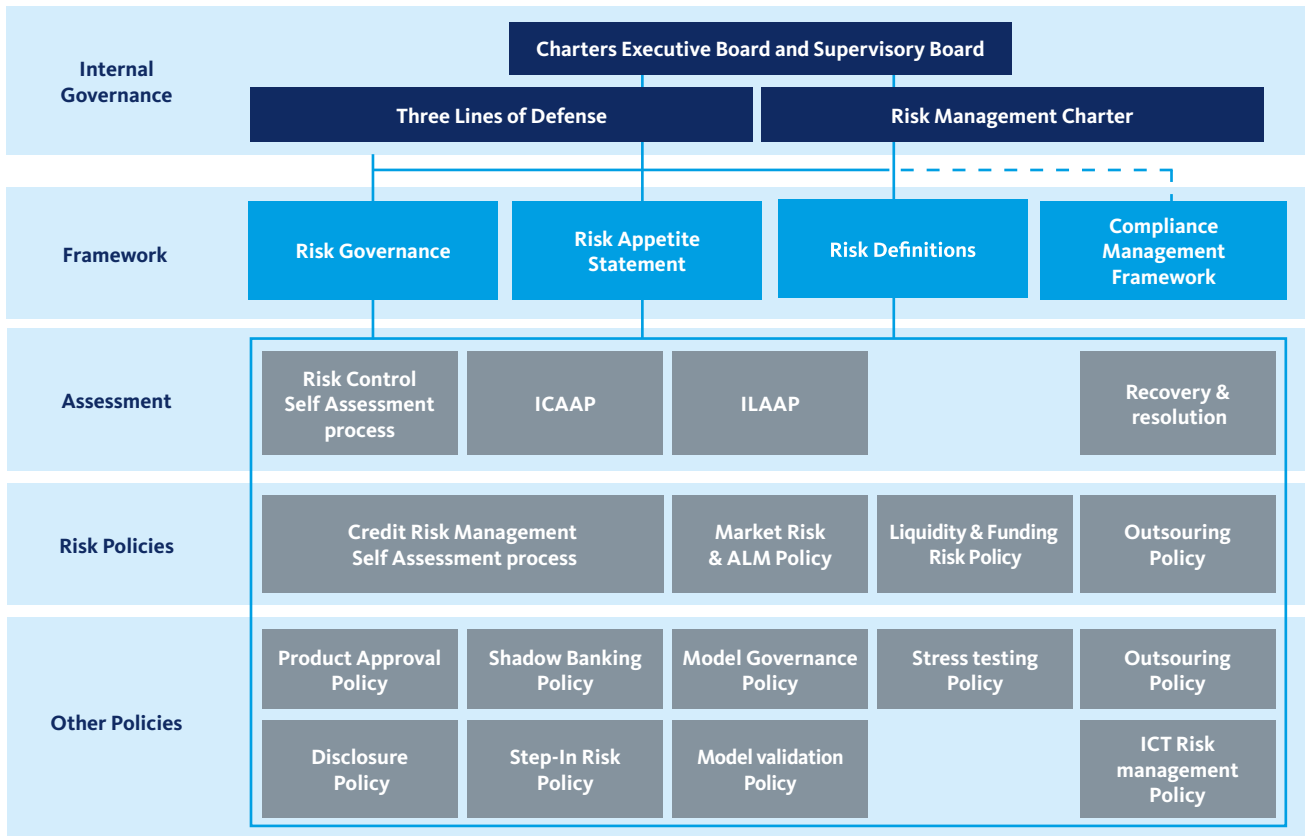 Internal
Governance
Charters Executive Board and Supervisory Board
Three Lines of Defense
Risk Management Charter
Framework
Risk Governance
Risk Appetite
Statement
Risk Definitions
Compliance
Management
Framework
Assessment
Risk Control
Self Assessment
process
ICAAP
ILAAP
Recovery &
resolution
Risk Policies
Credit Risk Management
Self Assessment process
Market Risk
& ALM Policy
Liquidity & Funding
Risk Policy
Outsouring
Policy
Other Policies
Product Approval
Policy
Shadow Banking
Policy
Model Governance
Policy
Stress testing
Policy
Outsouring
Policy
Disclosure
Policy
Step-In Risk
Policy
Model validation
Policy
ICT Risk
management
Policy